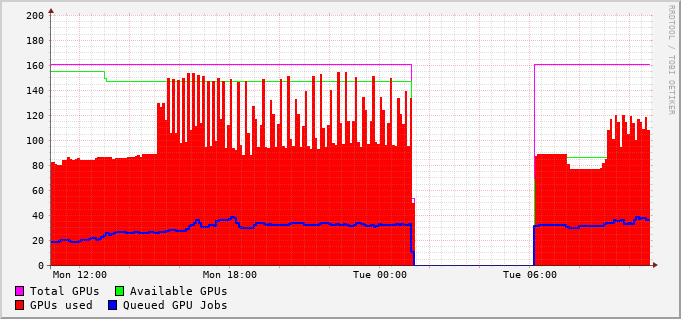 200
180
160
140
120
100
80
60
40
20
0
Mon 12:00 Mon 18:00 Tue 00:00 Tue 06:00
Total GPUs Available GPUs
GPUs used Queued GPU Jobs
RRDTOOL / TOBI OETIKER